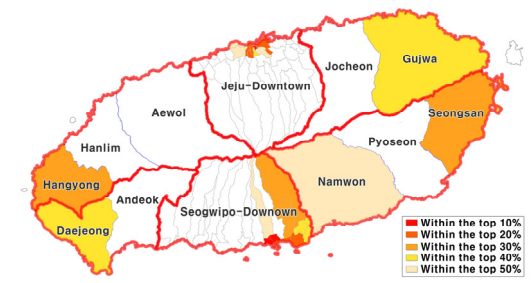 Jocheon
Gujwa
Jeju-Downtown
Aewol
Seongsan
Pyoseon
Hanlim
Hangyong
Namwon
Andeok
Seogwipo-Downown
Daejeong
Within the top 10%
Within the top 20%
Within the top 30%
Within the top 40%
Within the top 50%